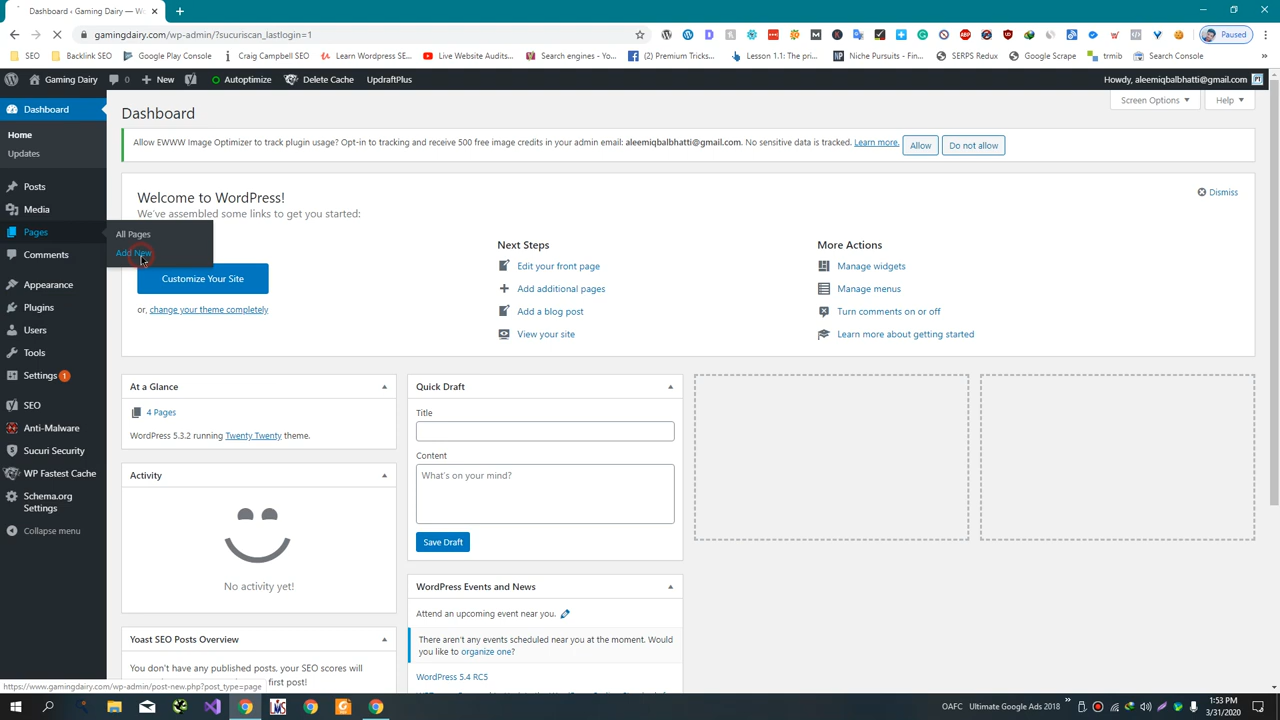 Dashboard ‹ Gaming Dairy — Wor
gamingdairy.com/wp-admin/?sucuriscan_lastlogin=1
Paused
SEO
Backlink SEO
Google Play Console
Craig Campbell SEO
Learn Wordpress SE...
Live Website Audits...
Search engines - Yo...
(2) Premium Tricks...
Lesson 1.1: The pri...
Niche Pursuits - Fin...
SERPS Redux
Google Scrape
trmib
Search Console
»
Gaming Dairy
0
New
Autoptimize
Delete Cache
UpdraftPlus
Howdy, aleemiqbalbhatti@gmail.com
Dashboard
Home
Updates
Posts
Media
Pages
Comments
Appearance
Plugins
Users
Tools
Settings 1
SEO
Anti-Malware
Sucuri Security
WP Fastest Cache
Schema.org
Settings
Collapse menu
All Pages
Add New
Dashboard
Screen Options
Help
Allow EWWW Image Optimizer to track plugin usage? Opt-in to tracking and receive 500 free image credits in your admin email: aleemiqbalbhatti@gmail.com. No sensitive data is tracked. Learn more.
Allow
Do not allow
Welcome to WordPress!
We've assembled some links to get you started:
Dismiss
Customize Your Site
or, change your theme completely
Next Steps
Edit your front page
Add additional pages
Add a blog post
View your site
More Actions
Manage widgets
Manage menus
Turn comments on or off
Learn more about getting started
At a Glance
4 Pages
WordPress 5.3.2 running Twenty Twenty theme.
Activity
No activity yet!
Yoast SEO Posts Overview
You don't have any published posts, your SEO scores will
first post!
Quick Draft
Title
Content
What's on your mind?
Save Draft
WordPress Events and News
Attend an upcoming event near you.
There aren't any events scheduled near you at the moment. Would
you like to organize one?
WordPress 5.4 RC5
https://www.gamingdairy.com/wp-admin/post-new.php?post_type=page
OAFC
Ultimate Google Ads 2018
»
1:53 PM
3/31/2020